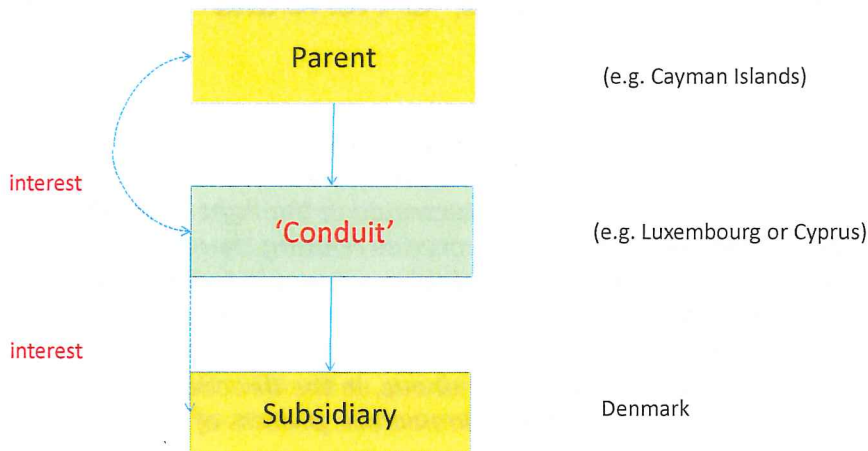 Parent
(e.g. Cayman Islands)
interest
'Conduit'
(e.g. Luxembourg or Cyprus)
interest
Subsidiary
Denmark